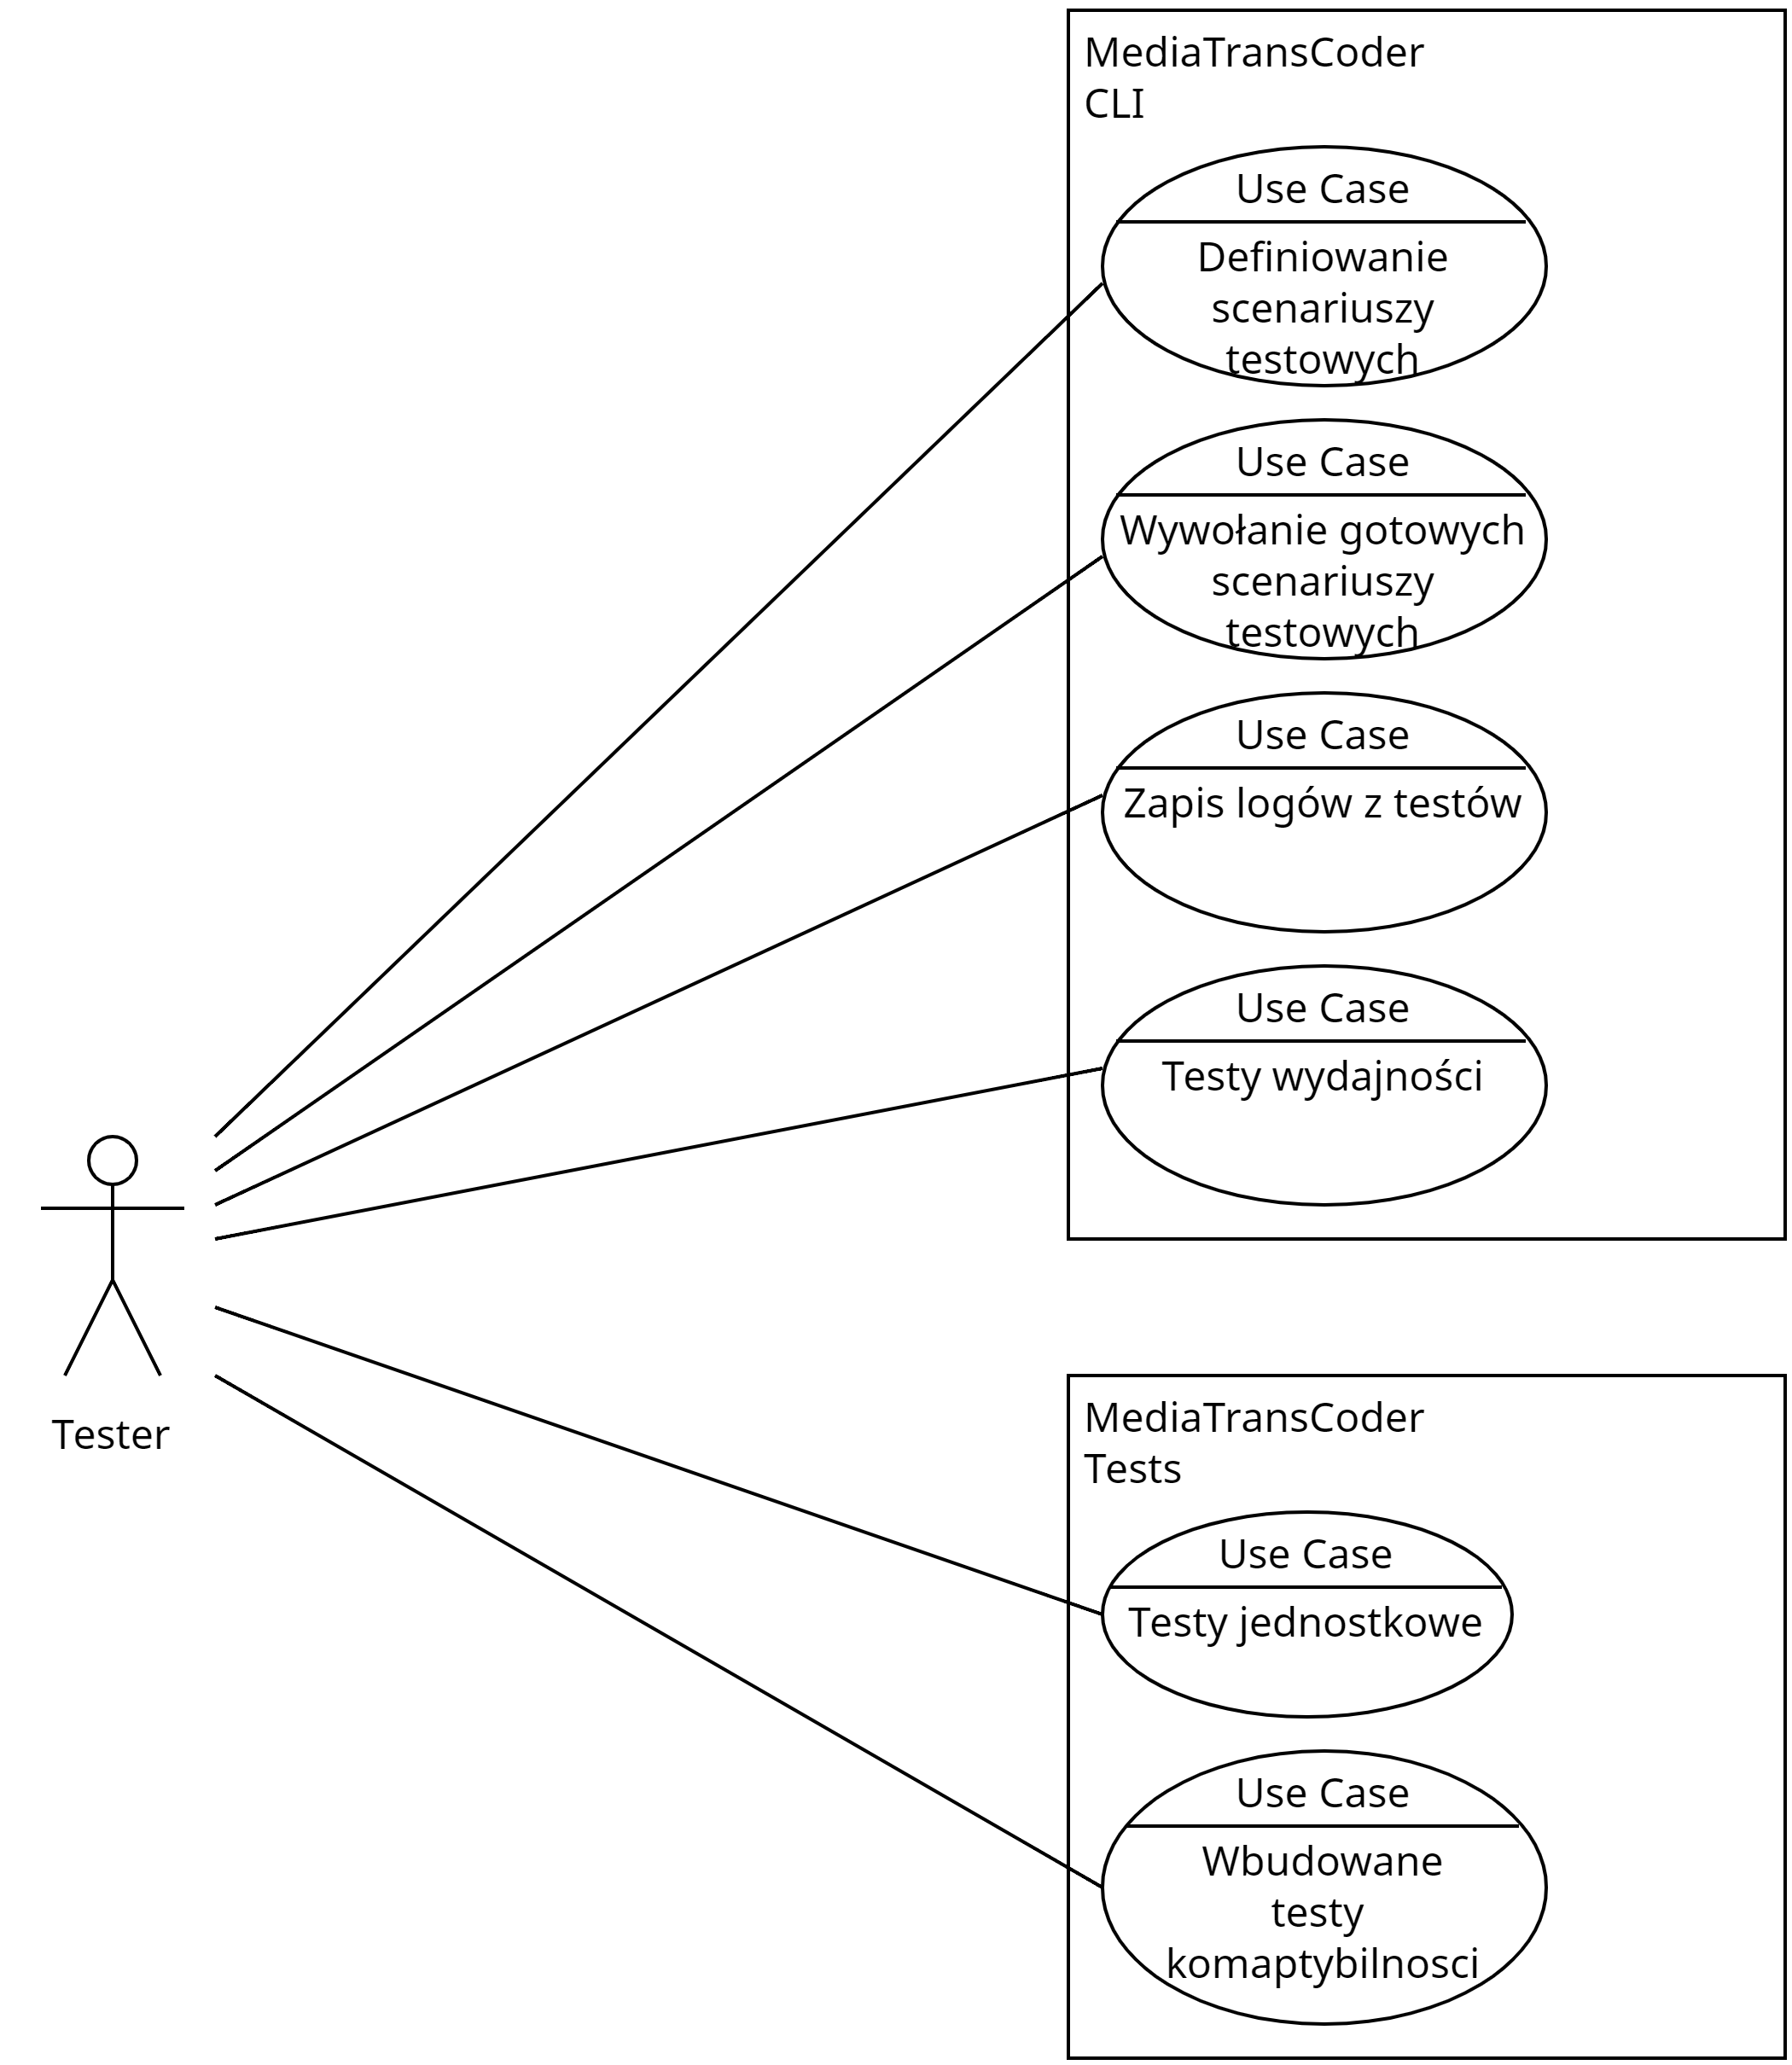 MediaTransCoder
CLI
Use Case
Definiowanie
scenariuszy
testowych
Use Case
Wywołanie gotowych
scenariuszy
testowych
Use Case
Zapis logów z testów
Use Case
Testy wydajności
Tester
MediaTransCoder
Tests
Use Case
Testy jednostkowe
Use Case
Wbudowane
testy
komaptybilnosci